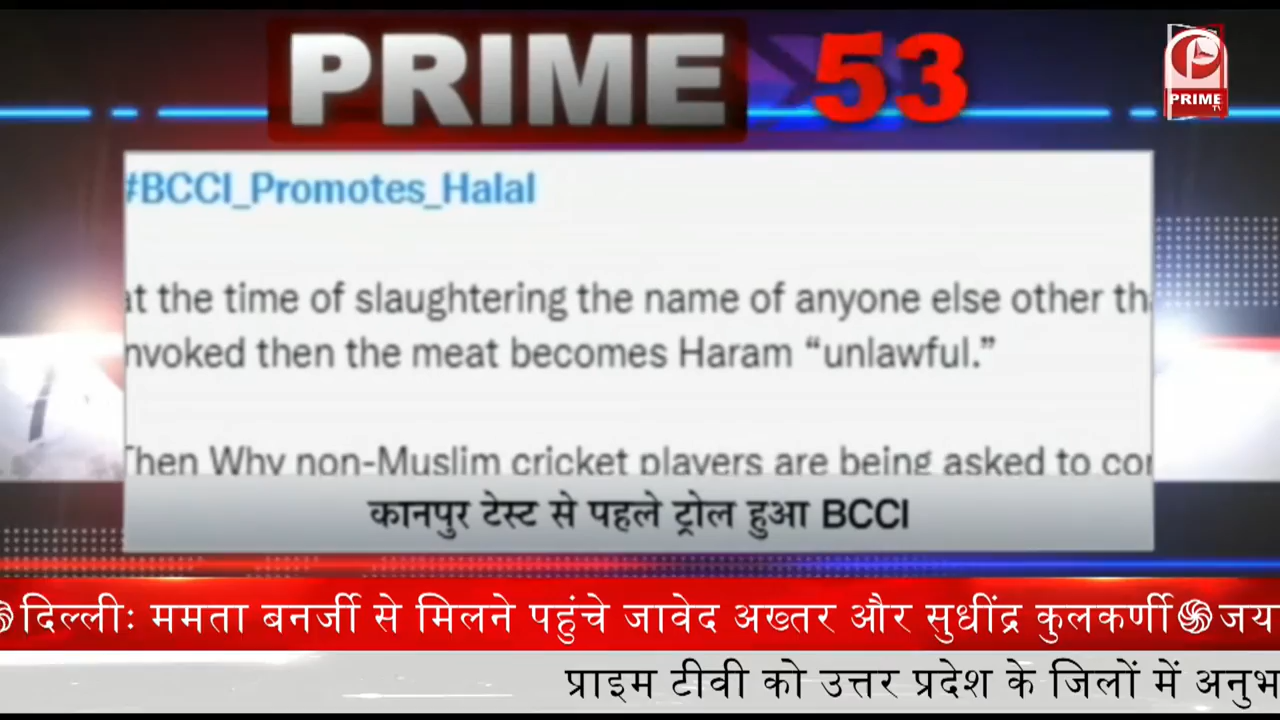 PRIME 53
PRIME
TV
#BCCI_Promotes_Halal
at the time of slaughtering the name of anyone else other
nvoked then the meat becomes Haram “unlawful.”
Then Why non-Muslim cricket players are being asked to
कानपुर टेस्ट से पहले ट्रोल हुआ BCCI
दिल्लीः ममता बनर्जी से मिलने पहुंचे जावेद अख्तर और सुधींद्र कुलकर्णी जय
प्राइम टीवी को उत्तर प्रदेश के जिलों में अनुभ